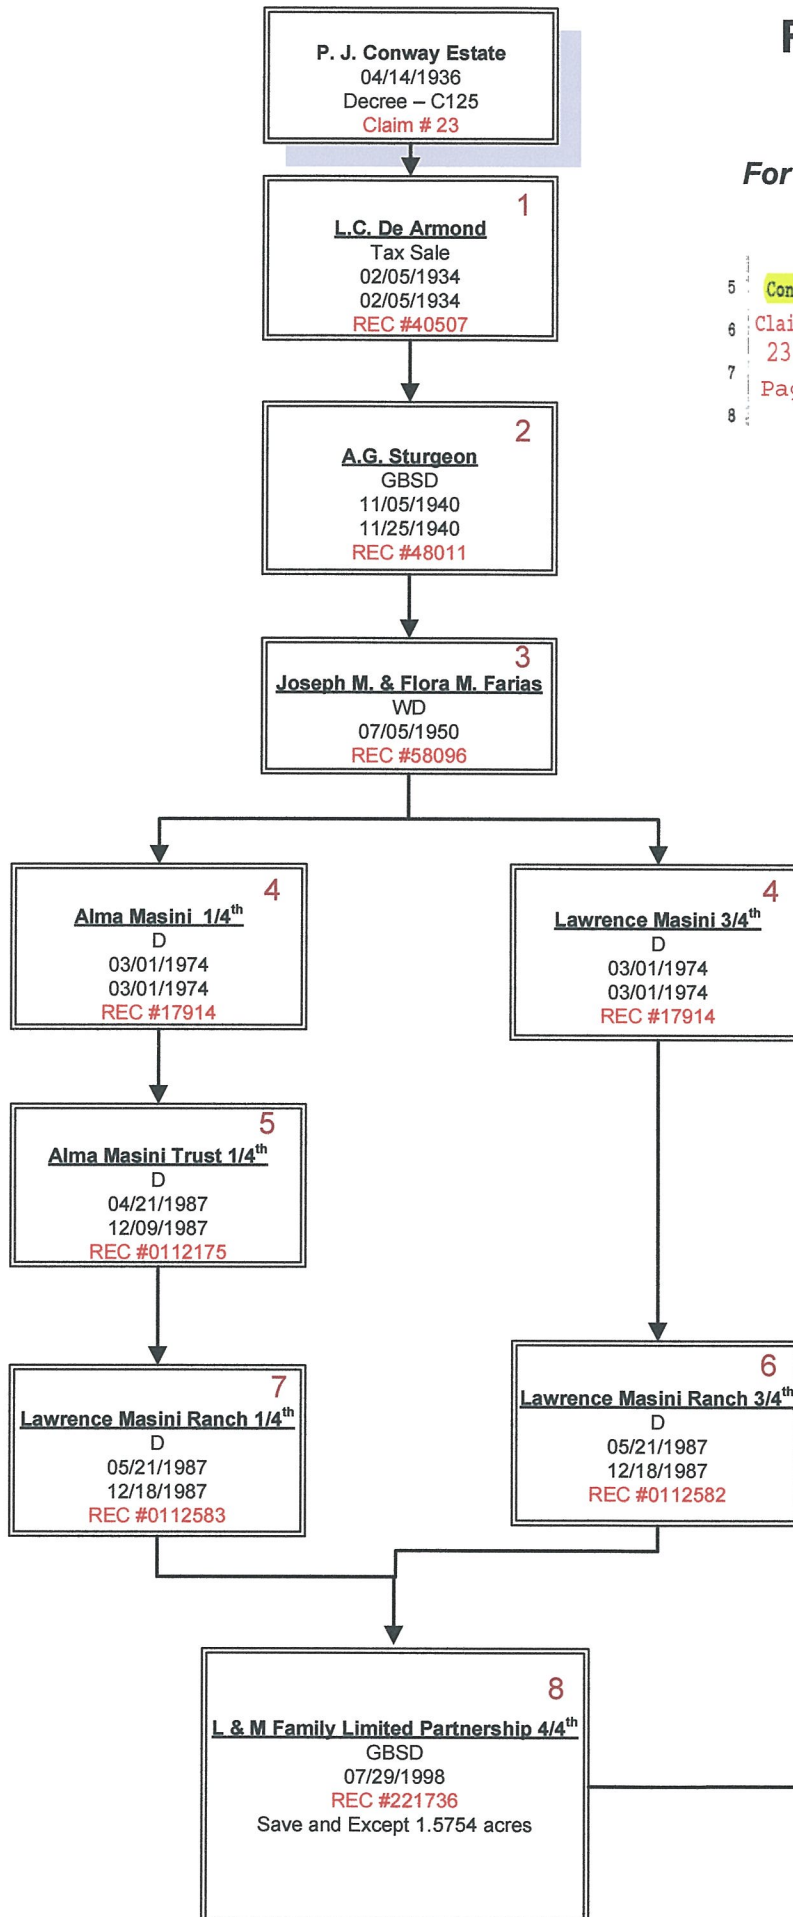 P. J. Conway Estate
04/14/1936
Decree – C125
Claim # 23
For
5
6 Clai
7 23
Pa
8
1
L.C. De Armond
Tax Sale
02/05/1934
02/05/1934
REC #40507
2
A.G. Sturgeon
GBSD
11/05/1940
11/25/1940
REC #48011
3
Joseph M. & Flora M. Farias
WD
07/05/1950
REC #58096
4
Alma Masini 1/4th
D
03/01/1974
03/01/1974
REC #17914
4
Lawrence Masini 3/4th
D
03/01/1974
03/01/1974
REC #17914
5
Alma Masini Trust 1/4th
D
04/21/1987
12/09/1987
REC #0112175
7
Lawrence Masini Ranch 1/4th
D
05/21/1987
12/18/1987
REC #0112583
6
Lawrence Masini Ranch 3/4th
D
05/21/1987
12/18/1987
REC #0112582
8
L & M Family Limited Partnership 4/4th
GBSD
07/29/1998
REC #221736
Save and Except 1.5754 acres